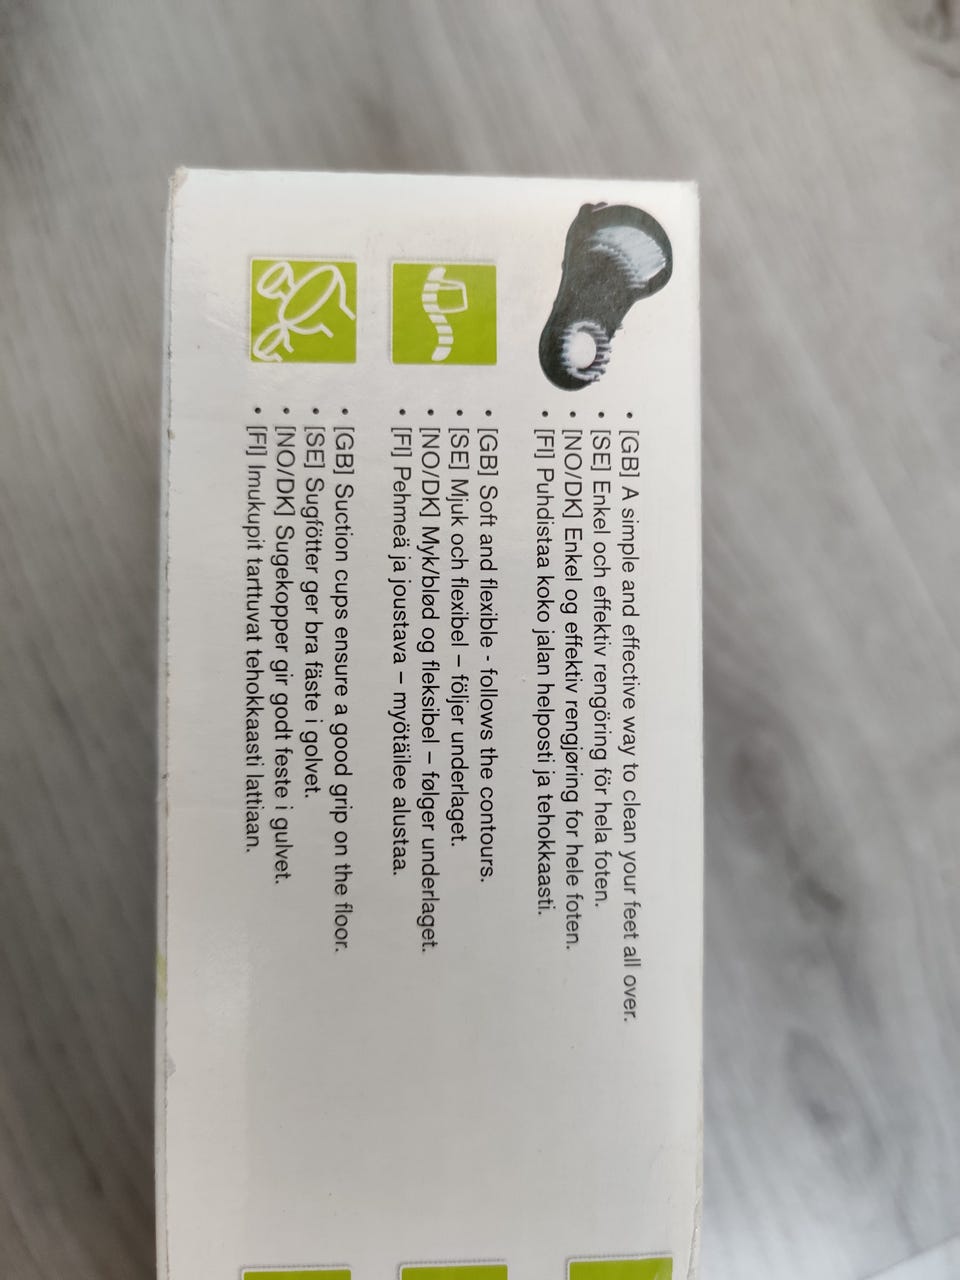 • [GB] A simple and effective way to clean your feet all over.
• [SE] Enkel och effektiv rengöring för hela foten.
• [NO/DK] Enkel og effektiv rengjøring for hele foten.
• [FI] Puhdistaa koko jalan helposti ja tehokkaasti.
• [GB] Soft and flexible - follows the contours.
• [SE] Mjuk och flexibel – följer underlaget.
• [NO/DK] Myk/blød og fleksibel – følger underlaget.
• [FI] Pehmeä ja joustava – myötäilee alustaa.
• [GB] Suction cups ensure a good grip on the floor.
• [SE] Sugfötter ger bra fäste i golvet.
• [NO/DK] Sugekopper gir godt feste i gulvet.
• [FI] Imukupit tarttuvat tehokkaasti lattiaan.